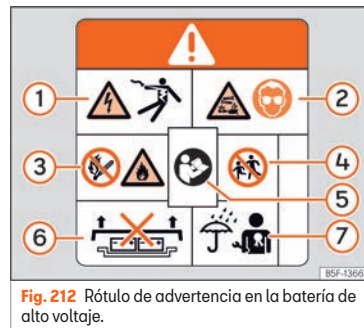 1
2
3
4
5
6
7
B5F-1366
Fig. 212 Rótulo de advertencia en la batería de
alto voltaje.